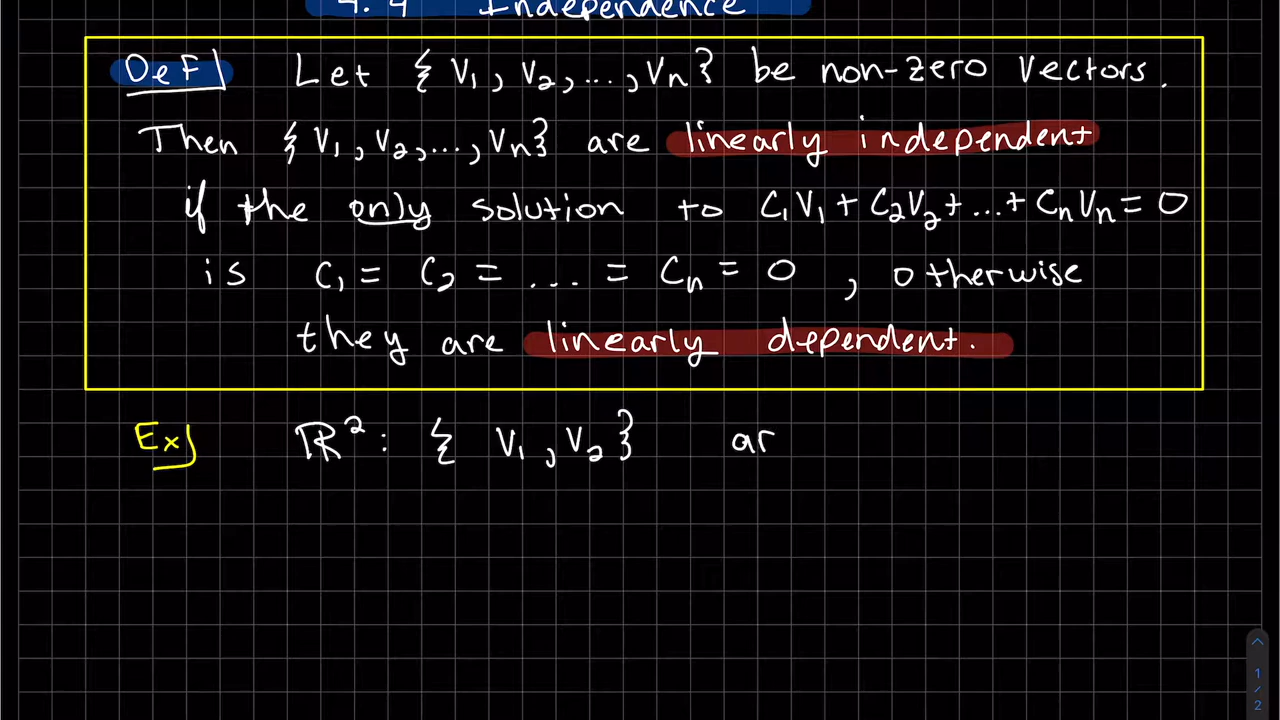 4.4 Independence
Def Let { V₁, V₂, ..., Vₙ } be non-zero vectors.
Then { V₁, V₂, ..., Vₙ } are linearly independent
if the only solution to C₁V₁ + C₂V₂ + ... + CₙVₙ = 0
is C₁ = C₂ = ... = Cₙ = 0, otherwise
they are linearly dependent.
Ex ℝ²: { V₁, V₂ } ar
1
/
2